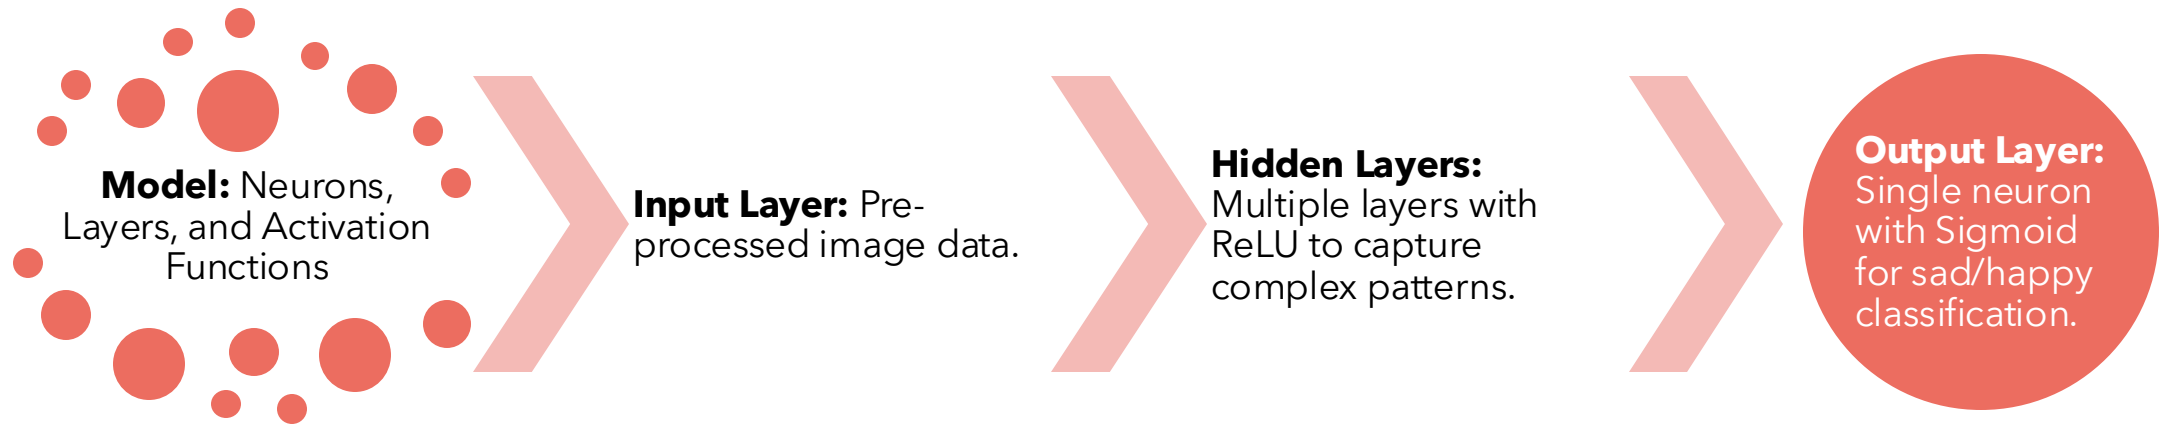 Model: Neurons,
Layers, and Activation
Functions
Input Layer: Pre-
processed image data.
Hidden Layers:
Multiple layers with
ReLU to capture
complex patterns.
Output Layer:
Single neuron
with Sigmoid
for sad/happy
classification.